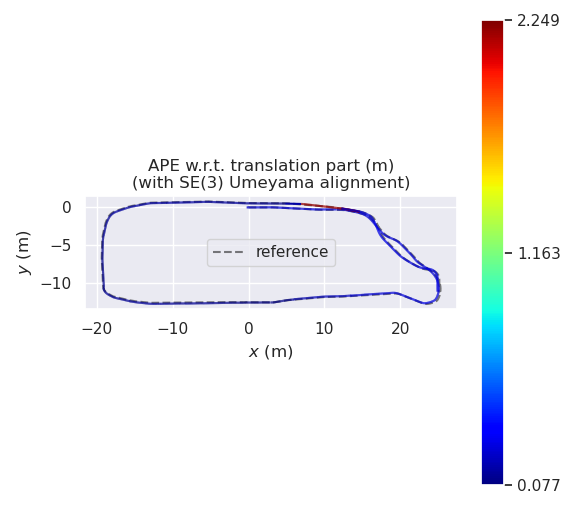 APE w.r.t. translation part (m)
(with SE(3) Umeyama alignment)
0
−5
−10
y (m)
reference
−20
−10
0
10
20
x (m)
2.249
1.163
0.077